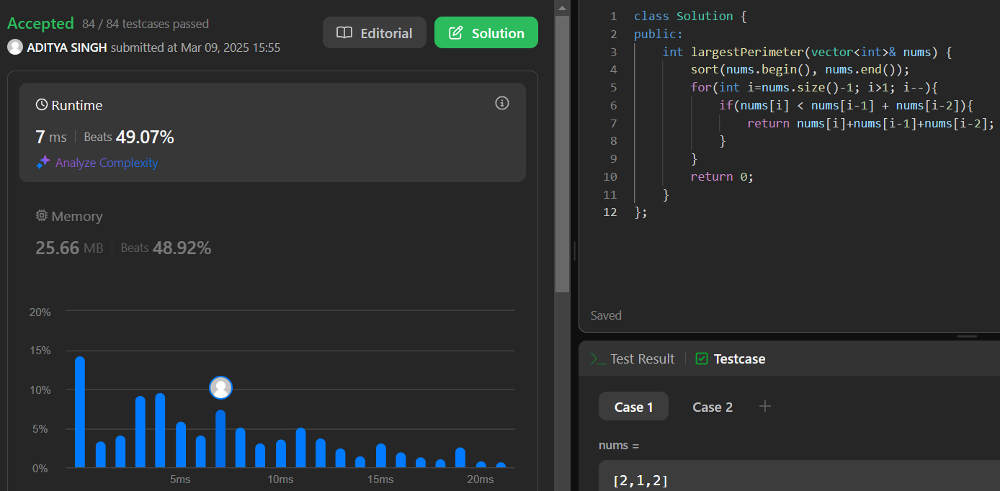 Accepted 84 / 84 testcases passed
ADITYA SINGH submitted at Mar 09, 2025 15:55
Editorial
Solution
Runtime
7 ms | Beats 49.07%
Analyze Complexity
Memory
25.66 MB | Beats 48.92%
20%
15%
10%
5%
0%
5ms 10ms 15ms 20ms
1 class Solution {
2 public:
3     int largestPerimeter(vector<int>& nums) {
4         sort(nums.begin(), nums.end());
5         for(int i=nums.size()-1; i>1; i--){
6             if(nums[i] < nums[i-1] + nums[i-2]){
7                 return nums[i]+nums[i-1]+nums[i-2];
8             }
9         }
10         return 0;
11     }
12 };
Saved
>_ Test Result | Testcase
Case 1 Case 2 +
nums =
[2,1,2]